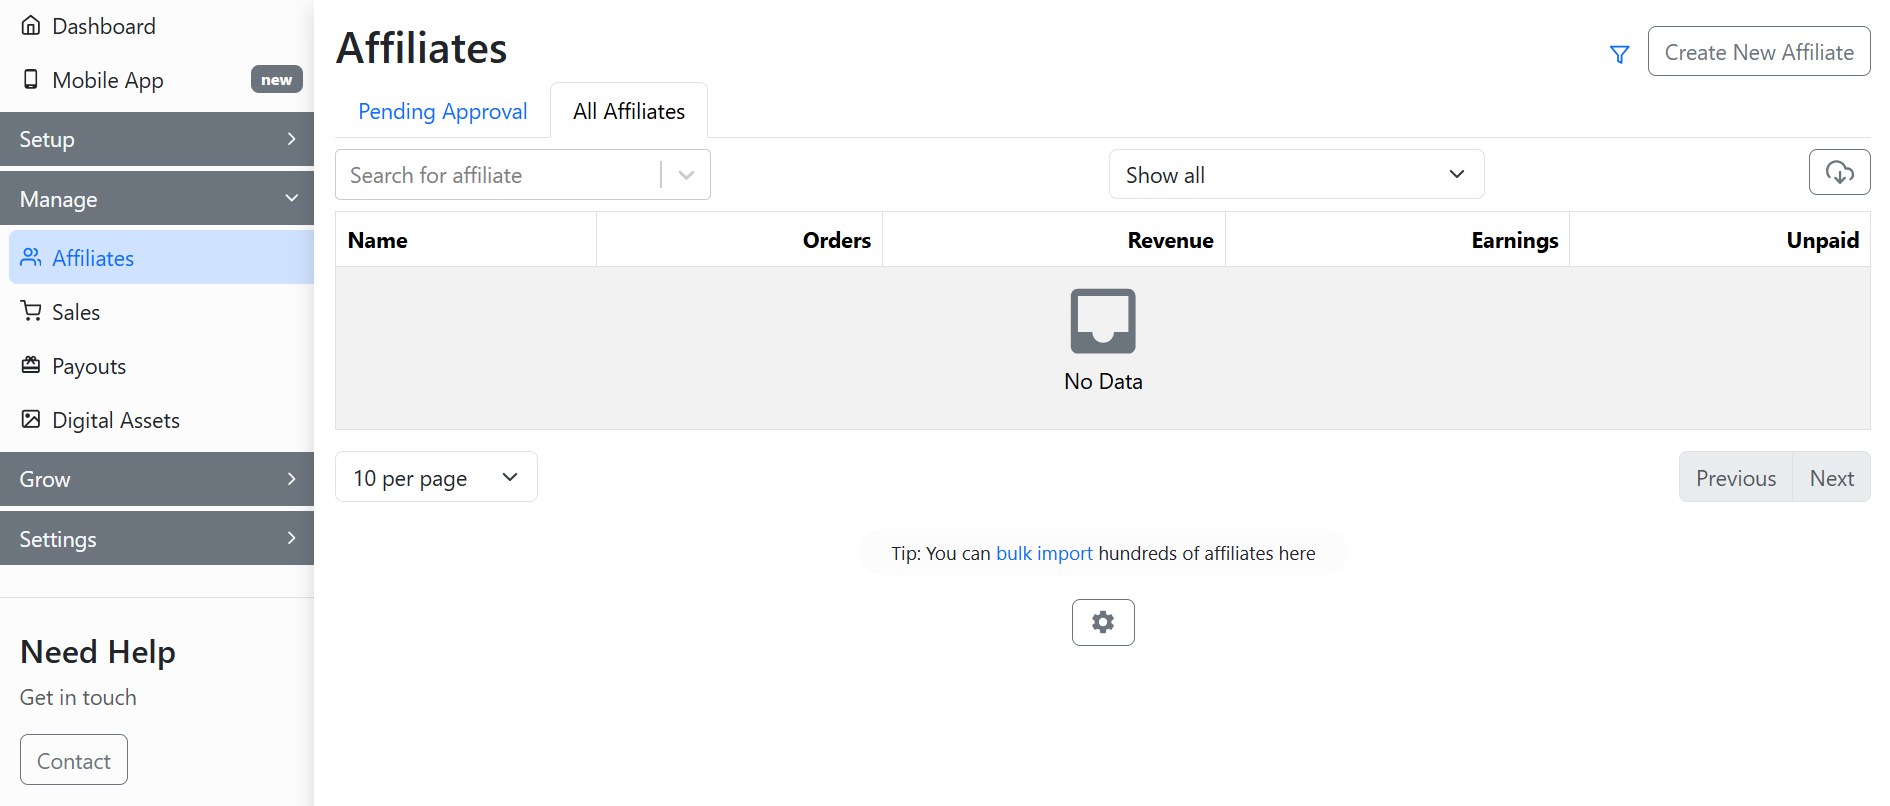 Dashboard
Mobile App new
Setup
Manage
Affiliates
Sales
Payouts
Digital Assets
Grow
Settings
Need Help
Get in touch
Contact
Affiliates
Create New Affiliate
Pending Approval All Affiliates
Search for affiliate Show all
Name Orders Revenue Earnings Unpaid
No Data
10 per page Previous Next
Tip: You can bulk import hundreds of affiliates here